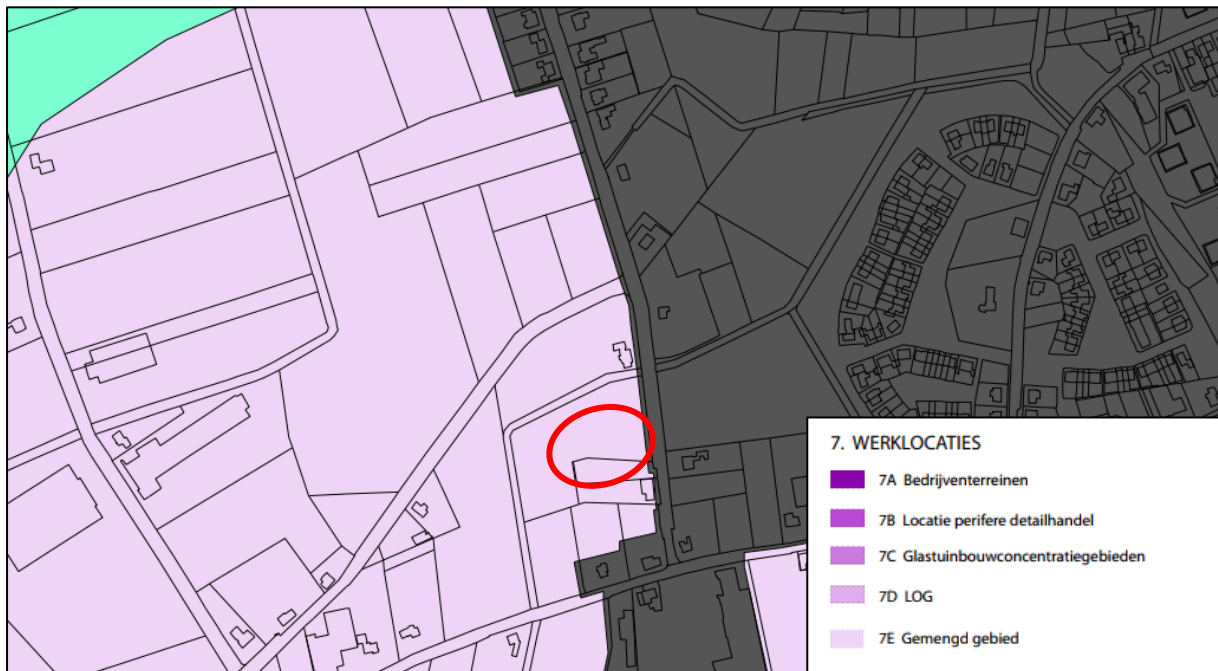 7. WERKLOCATIES
7A Bedrijventerreinen
7B Locatie perifere detailhandel
7C Glastuinbouwconcentratiegebieden
7D LOG
7E Gemengd gebied